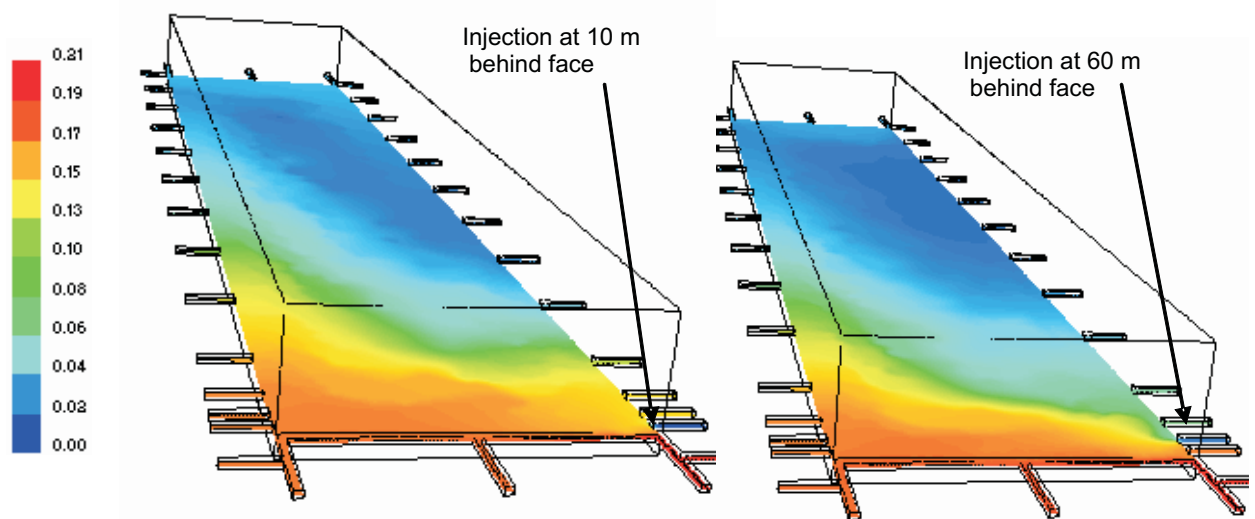 0.21
0.19
0.17
0.15
0.13
0.10
0.08
0.06
0.04
0.02
0.00
Injection at 10 m
behind face
Injection at 60 m
behind face